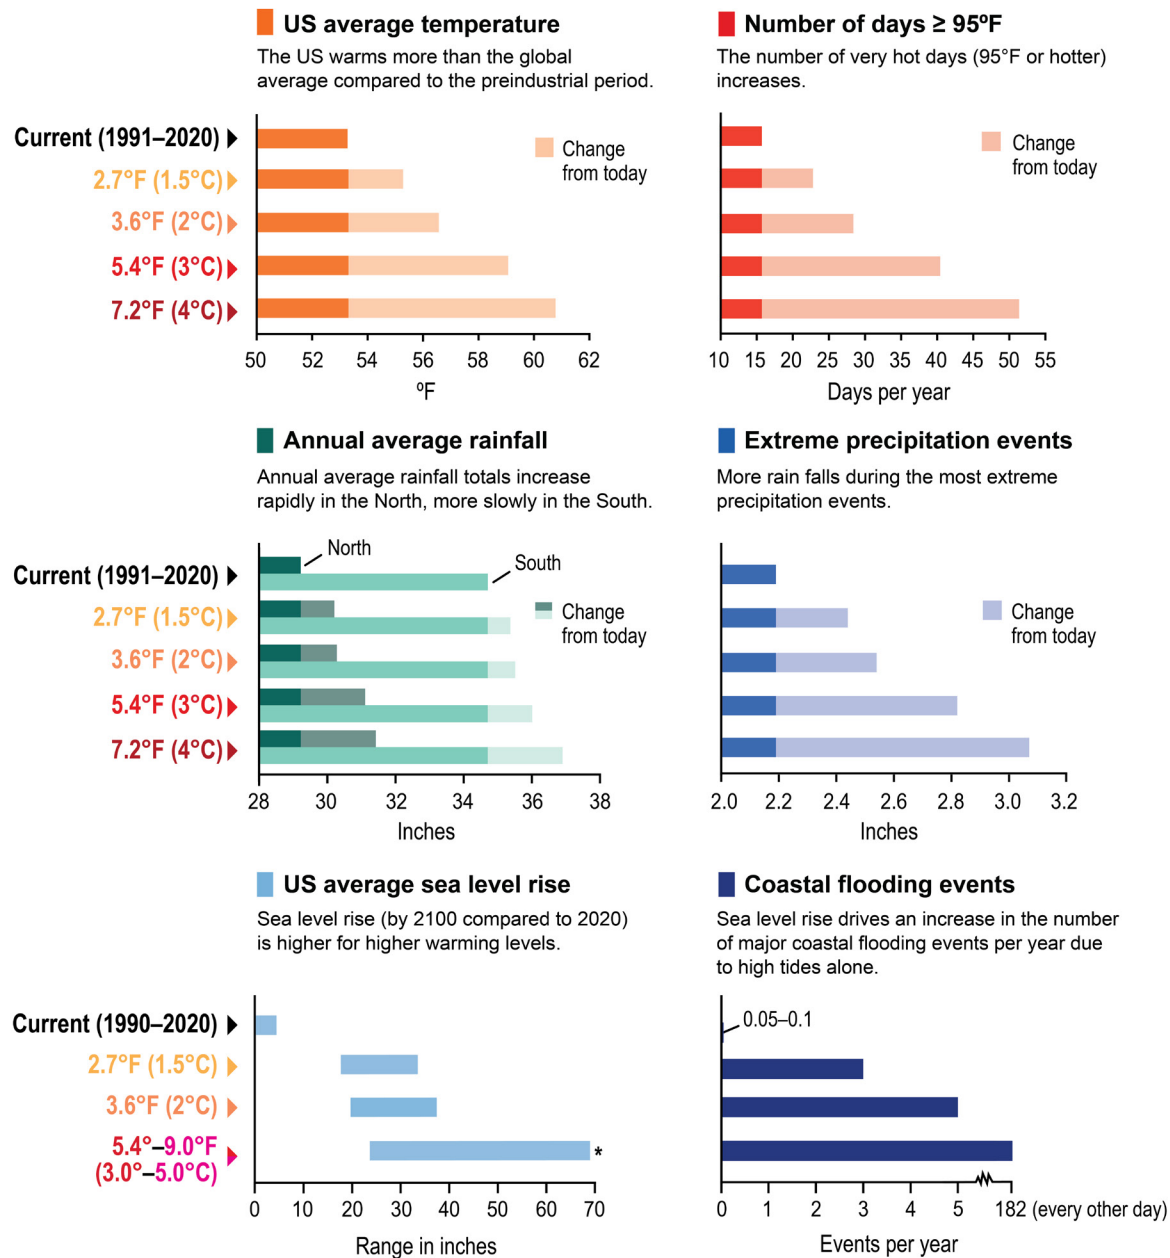 US average temperature
The US warms more than the global
average compared to the preindustrial period.
Current (1991–2020)
2.7°F (1.5°C)
3.6°F (2°C)
5.4°F (3°C)
7.2°F (4°C)
Change
from today
50 52 54 56 58 60 62
ºF
Number of days ≥ 95ºF
The number of very hot days (95°F or hotter)
increases.
Change
from today
10 15 20 25 30 35 40 45 50 55
Days per year
Annual average rainfall
Annual average rainfall totals increase
rapidly in the North, more slowly in the South.
North
South
Current (1991–2020)
2.7°F (1.5°C)
3.6°F (2°C)
5.4°F (3°C)
7.2°F (4°C)
Change
from today
28 30 32 34 36 38
Inches
Extreme precipitation events
More rain falls during the most extreme
precipitation events.
Change
from today
2.0 2.2 2.4 2.6 2.8 3.0 3.2
Inches
US average sea level rise
Sea level rise (by 2100 compared to 2020)
is higher for higher warming levels.
Current (1990–2020)
2.7°F (1.5°C)
3.6°F (2°C)
5.4°–9.0°F
(3.0°–5.0°C)
*
0 10 20 30 40 50 60 70
Range in inches
Coastal flooding events
Sea level rise drives an increase in the number
of major coastal flooding events per year due
to high tides alone.
0.05–0.1
0 1 2 3 4 5 182 (every other day)
Events per year